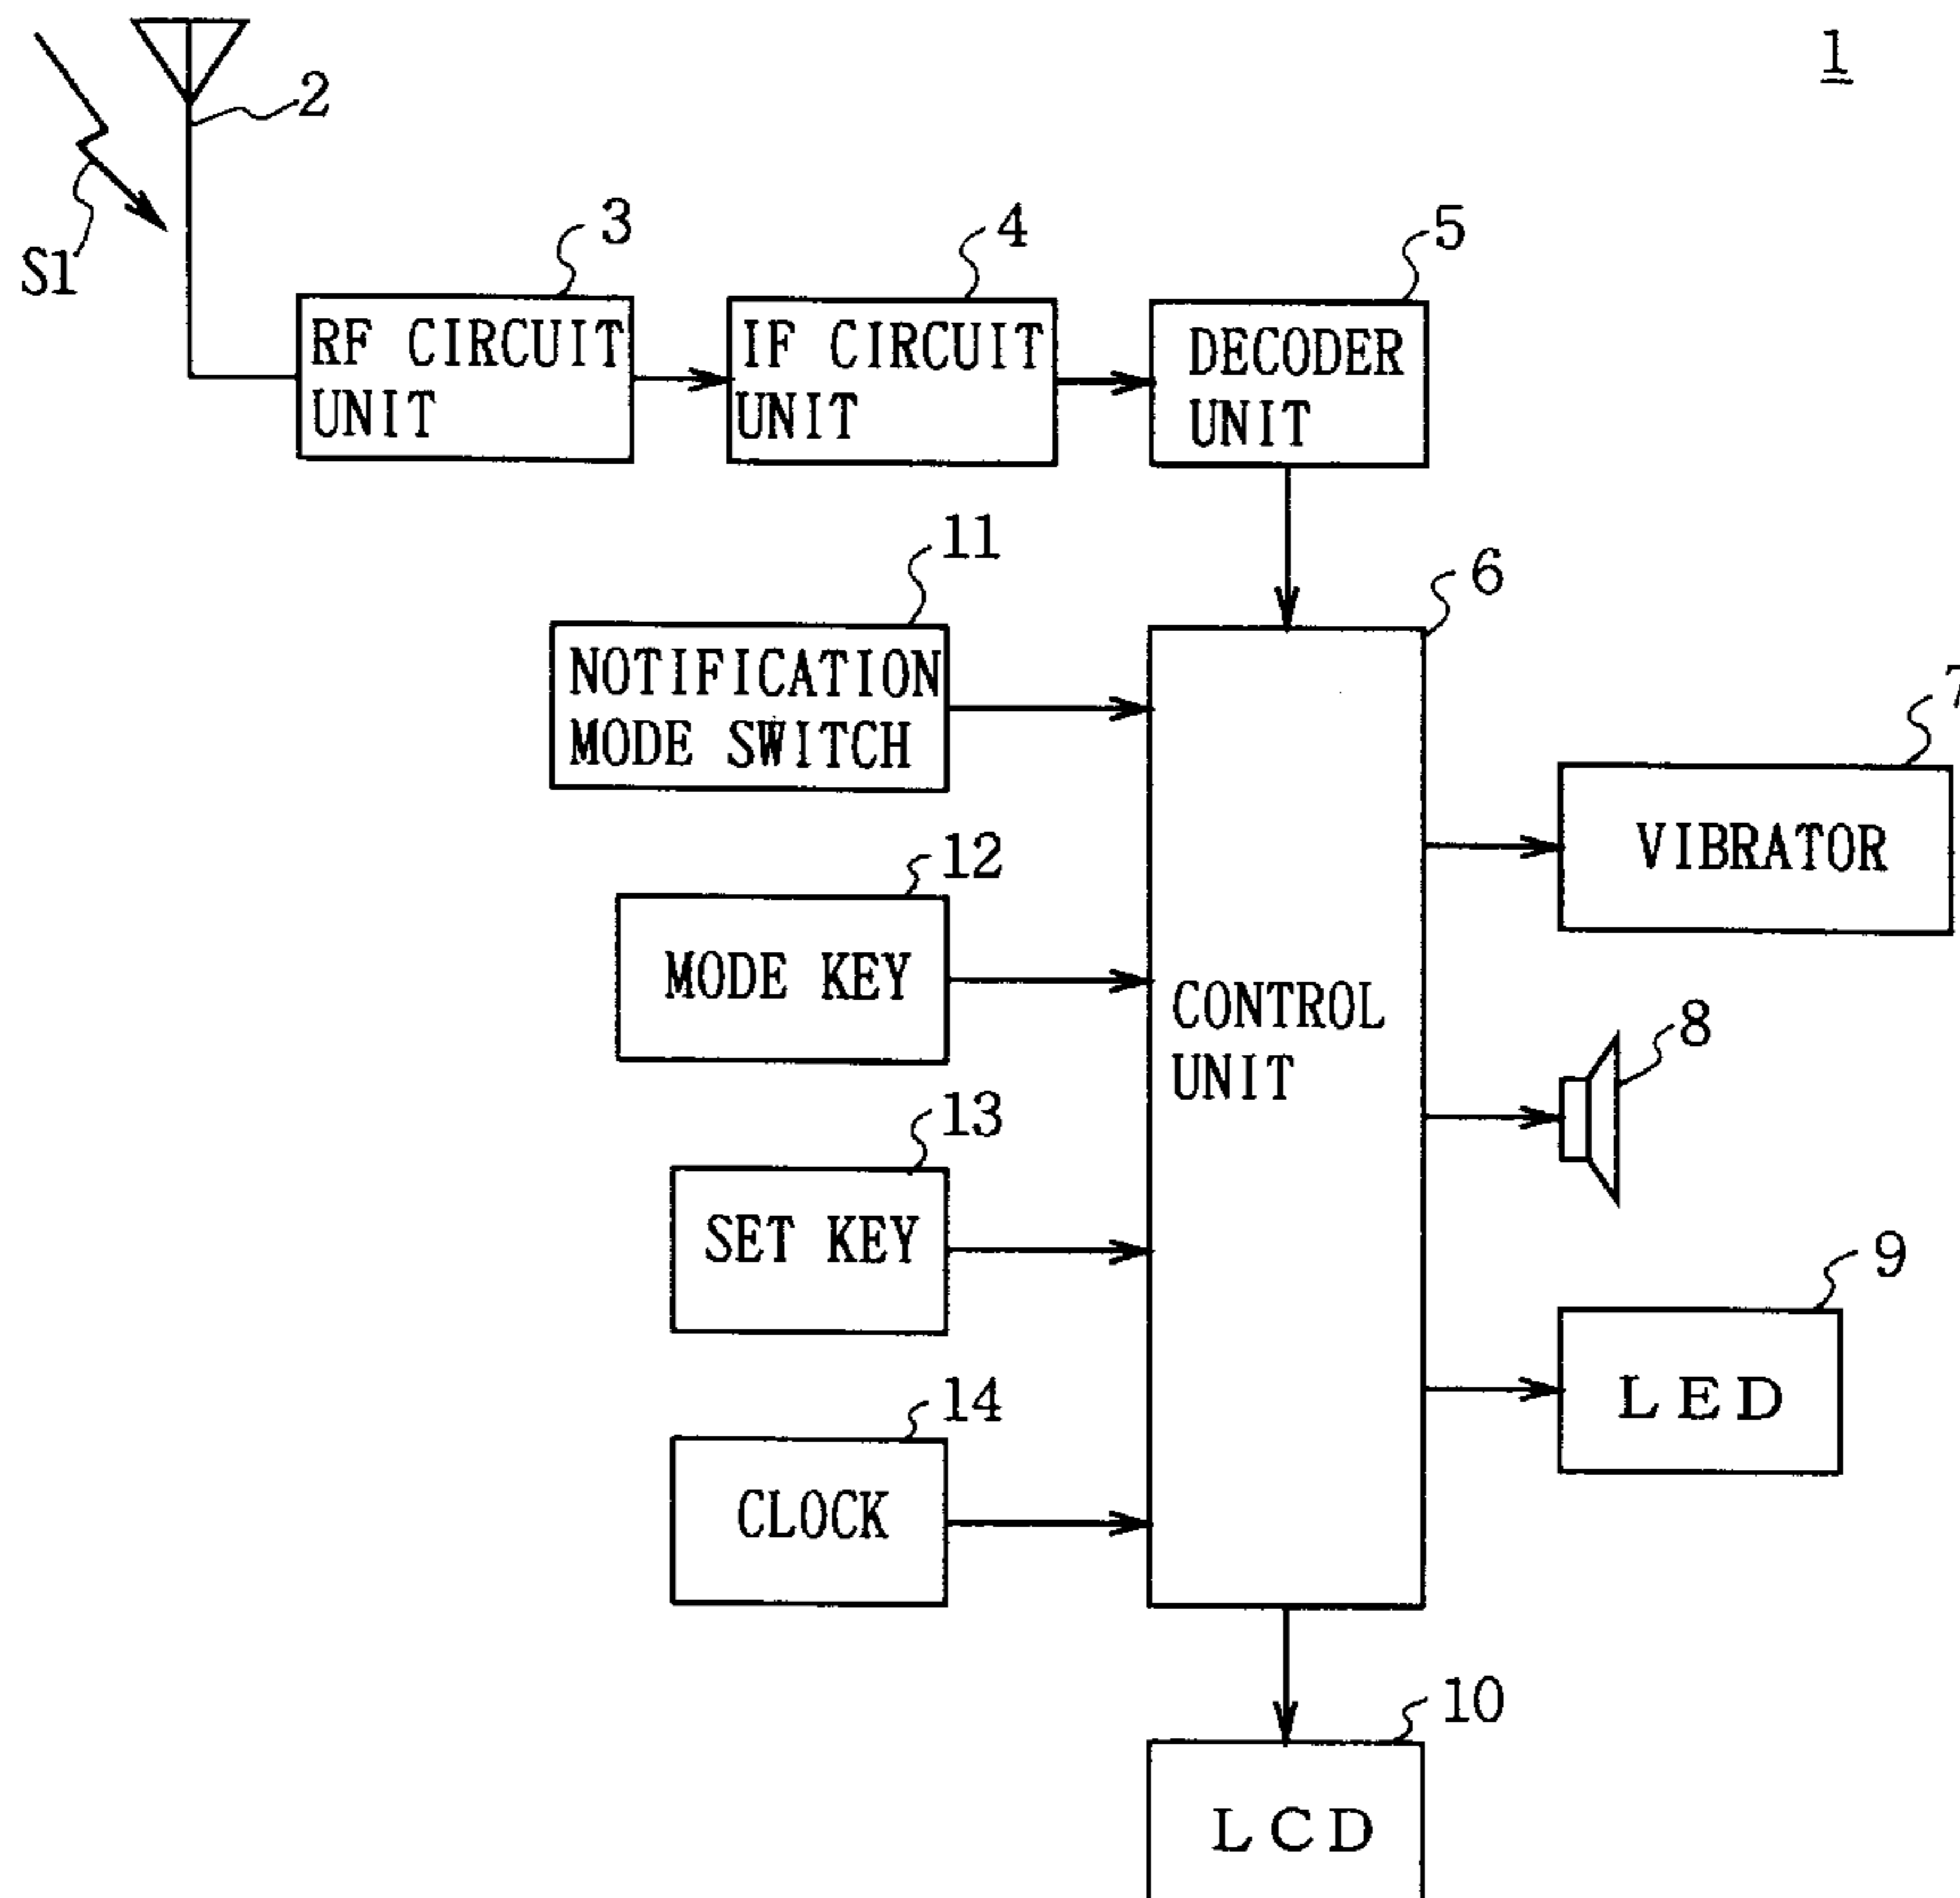 1
2
S1
3
4
5
RF CIRCUIT
UNIT
IF CIRCUIT
UNIT
DECODER
UNIT
11
6
NOTIFICATION
MODE SWITCH
7
VIBRATOR
12
MODE KEY
CONTROL
UNIT
8
13
SET KEY
9
LED
14
CLOCK
10
LCD